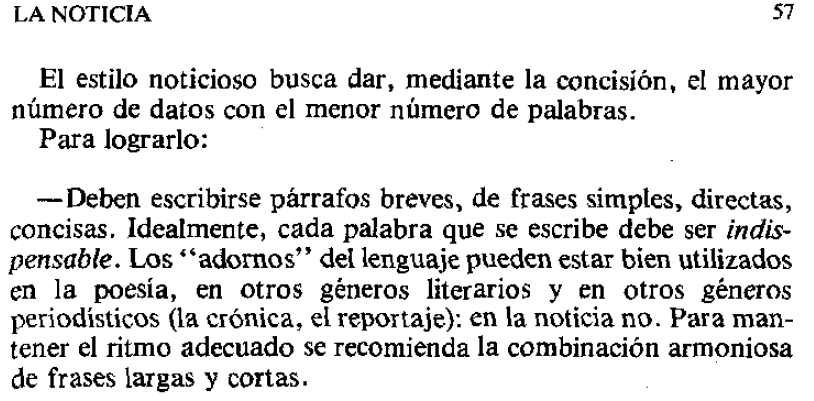 LA NOTICIA 57
El estilo noticioso busca dar, mediante la concisión, el mayor
número de datos con el menor número de palabras.
Para lograrlo:
—Deben escribirse párrafos breves, de frases simples, directas,
concisas. Idealmente, cada palabra que se escribe debe ser indis-
pensable. Los "adornos" del lenguaje pueden estar bien utilizados
en la poesía, en otros géneros literarios y en otros géneros
periodísticos (la crónica, el reportaje): en la noticia no. Para man-
tener el ritmo adecuado se recomienda la combinación armoniosa
de frases largas y cortas.